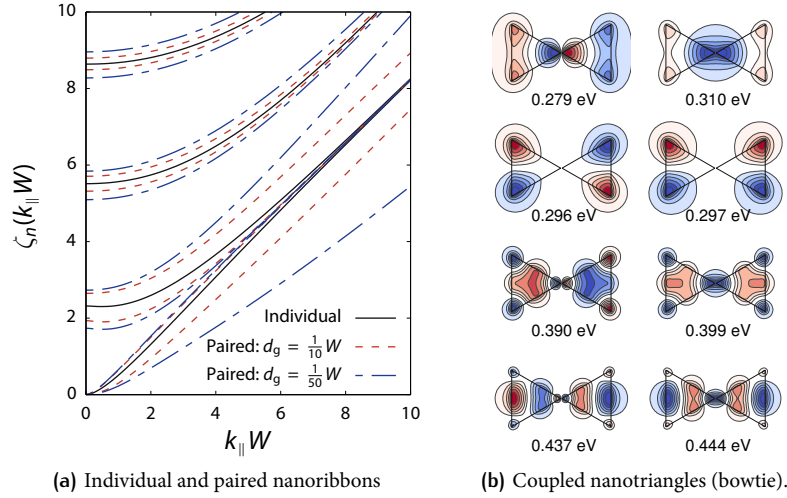 10
8
6
4
2
0
ζn(k∥W)
0 2 4 6 8 10
k∥W
Individual
Paired: dg = 1/10 W
Paired: dg = 1/50 W
(a) Individual and paired nanoribbons
0.279 eV 0.310 eV
0.296 eV 0.297 eV
0.390 eV 0.399 eV
0.437 eV 0.444 eV
(b) Coupled nanotriangles (bowtie).